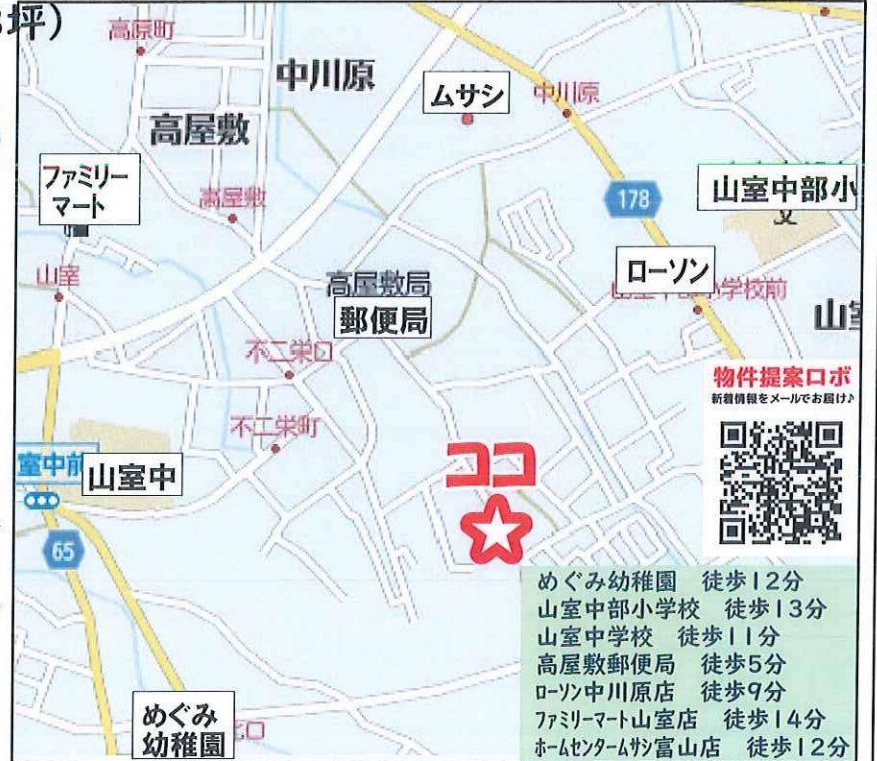 坪）
高原町
中川原
ムサシ
中川原
高屋敷
ファミリー
マート
高屋敷
178
山室中部小
山室
高屋敷局
郵便局
ローソン
学校前
不二栄口
物件提案ロボ
新着情報をメールでお届け♪
不二栄町
室中前
山室中
ココ
65
めぐみ幼稚園 徒歩12分
山室中部小学校 徒歩13分
山室中学校 徒歩11分
高屋敷郵便局 徒歩5分
ローソン中川原店 徒歩9分
ファミリーマート山室店 徒歩14分
ホームセンタームサシ富山店 徒歩12分
めぐみ
幼稚園
口